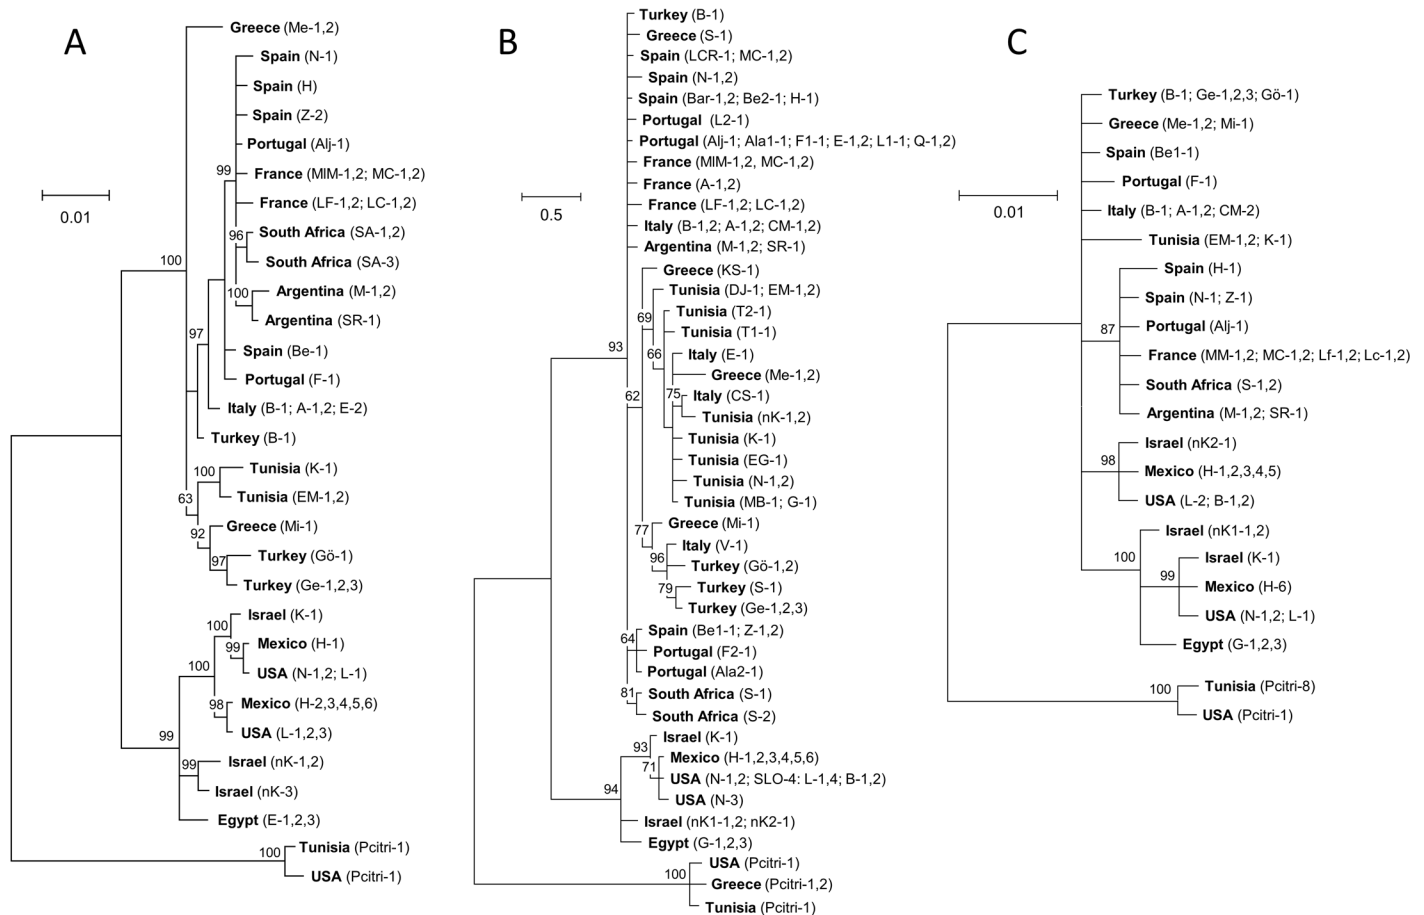 A
Greece (Me-1,2)
Spain (N-1)
Spain (H)
Spain (Z-2)
Portugal (Alj-1)
99
France (MIM-1,2; MC-1,2)
0.01
France (LF-1,2; LC-1,2)
96
South Africa (SA-1,2)
100
South Africa (SA-3)
100
Argentina (M-1,2)
Argentina (SR-1)
97
Spain (Be-1)
Portugal (F-1)
Italy (B-1; A-1,2; E-2)
Turkey (B-1)
100
Tunisia (K-1)
63
Tunisia (EM-1,2)
92
Greece (Mi-1)
97
Turkey (Gö-1)
Turkey (Ge-1,2,3)
100
Israel (K-1)
99
Mexico (H-1)
100
USA (N-1,2; L-1)
98
Mexico (H-2,3,4,5,6)
99
USA (L-1,2,3)
99
Israel (nK-1,2)
Israel (nK-3)
Egypt (E-1,2,3)
100
Tunisia (Pcitri-1)
USA (Pcitri-1)
B
Turkey (B-1)
Greece (S-1)
Spain (LCR-1; MC-1,2)
Spain (N-1,2)
Spain (Bar-1,2; Be2-1; H-1)
Portugal (L2-1)
Portugal (Alj-1; Ala1-1; F1-1; E-1,2; L1-1; Q-1,2)
France (MIM-1,2, MC-1,2)
France (A-1,2)
0.5
France (LF-1,2; LC-1,2)
Italy (B-1,2; A-1,2; CM-1,2)
Argentina (M-1,2; SR-1)
Greece (KS-1)
Tunisia (DJ-1; EM-1,2)
69
Tunisia (T2-1)
Tunisia (T1-1)
93
66
Italy (E-1)
Greece (Me-1,2)
62
75
Italy (CS-1)
Tunisia (nK-1,2)
Tunisia (K-1)
Tunisia (EG-1)
Tunisia (N-1,2)
Tunisia (MB-1; G-1)
77
Greece (Mi-1)
96
Italy (V-1)
Turkey (Gö-1,2)
79
Turkey (S-1)
Turkey (Ge-1,2,3)
64
Spain (Be1-1; Z-1,2)
Portugal (F2-1)
Portugal (Ala2-1)
81
South Africa (S-1)
South Africa (S-2)
93
Israel (K-1)
71
Mexico (H-1,2,3,4,5,6)
USA (N-1,2; SLO-4: L-1,4; B-1,2)
94
USA (N-3)
Israel (nK1-1,2; nK2-1)
Egypt (G-1,2,3)
100
USA (Pcitri-1)
Greece (Pcitri-1,2)
Tunisia (Pcitri-1)
C
Turkey (B-1; Ge-1,2,3; Gö-1)
Greece (Me-1,2; Mi-1)
Spain (Be1-1)
Portugal (F-1)
0.01
Italy (B-1; A-1,2; CM-2)
Tunisia (EM-1,2; K-1)
Spain (H-1)
Spain (N-1; Z-1)
87
Portugal (Alj-1)
France (MM-1,2; MC-1,2; Lf-1,2; Lc-1,2)
South Africa (S-1,2)
Argentina (M-1,2; SR-1)
Israel (nK2-1)
98
Mexico (H-1,2,3,4,5)
USA (L-2; B-1,2)
Israel (nK1-1,2)
100
Israel (K-1)
99
Mexico (H-6)
USA (N-1,2; L-1)
Egypt (G-1,2,3)
100
Tunisia (Pcitri-8)
USA (Pcitri-1)